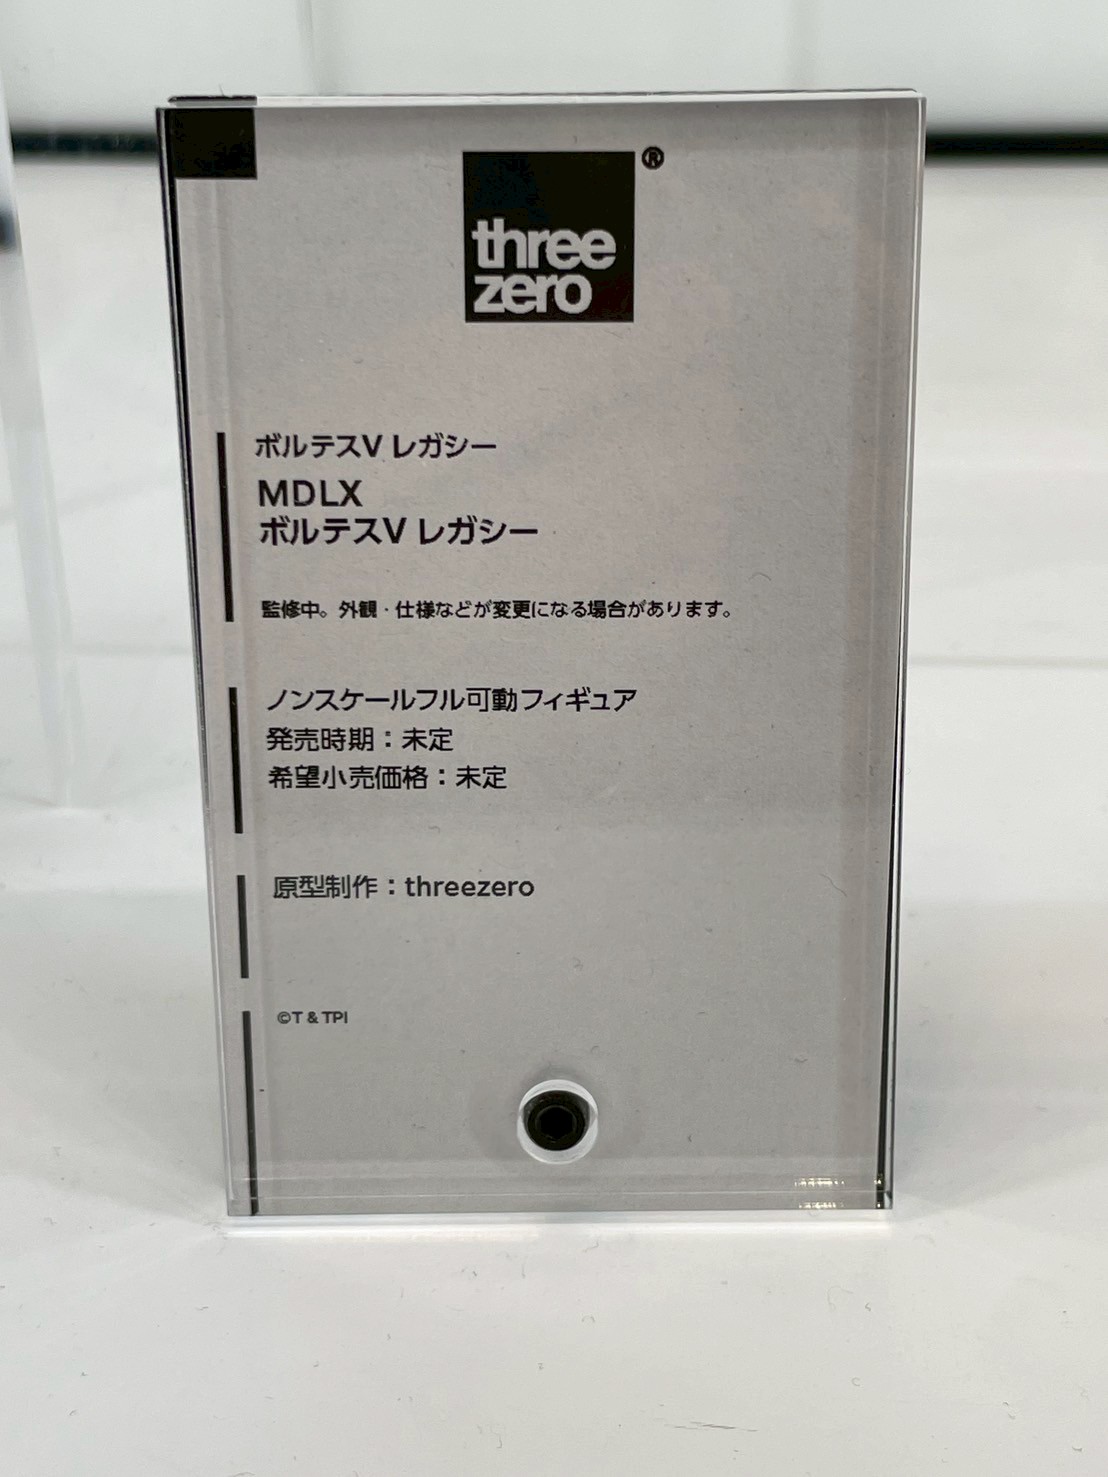 three
zero
®
ボルテスV レガシー
MDLX
ボルテスV レガシー
監修中。外観・仕様などが変更になる場合があります。
ノンスケールフル可動フィギュア
発売時期：未定
希望小売価格：未定
原型制作：threezero
©T & TPI